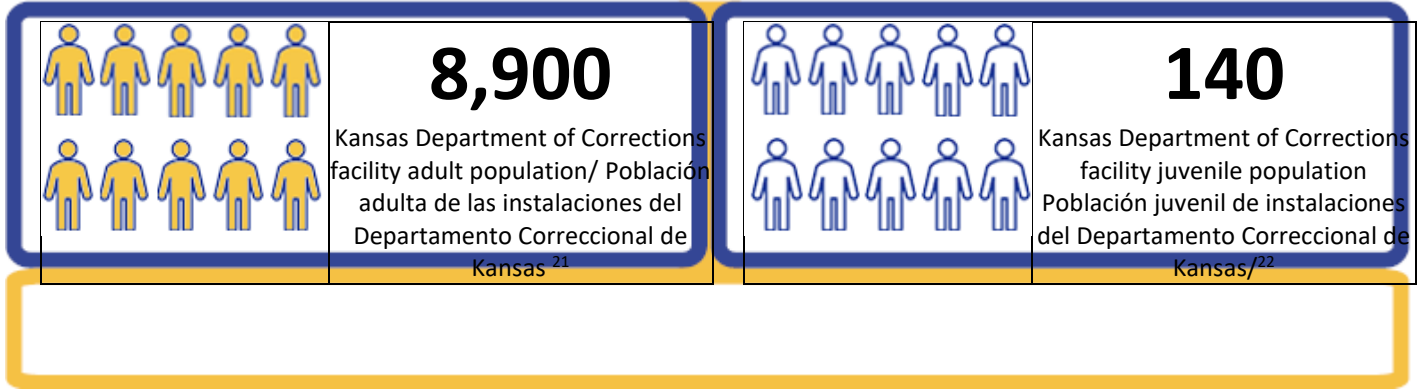 8,900
Kansas Department of Corrections
facility adult population/ Población
adulta de las instalaciones del
Departamento Correccional de
Kansas 21
140
Kansas Department of Corrections
facility juvenile population
Población juvenil de instalaciones
del Departamento Correccional de
Kansas/22